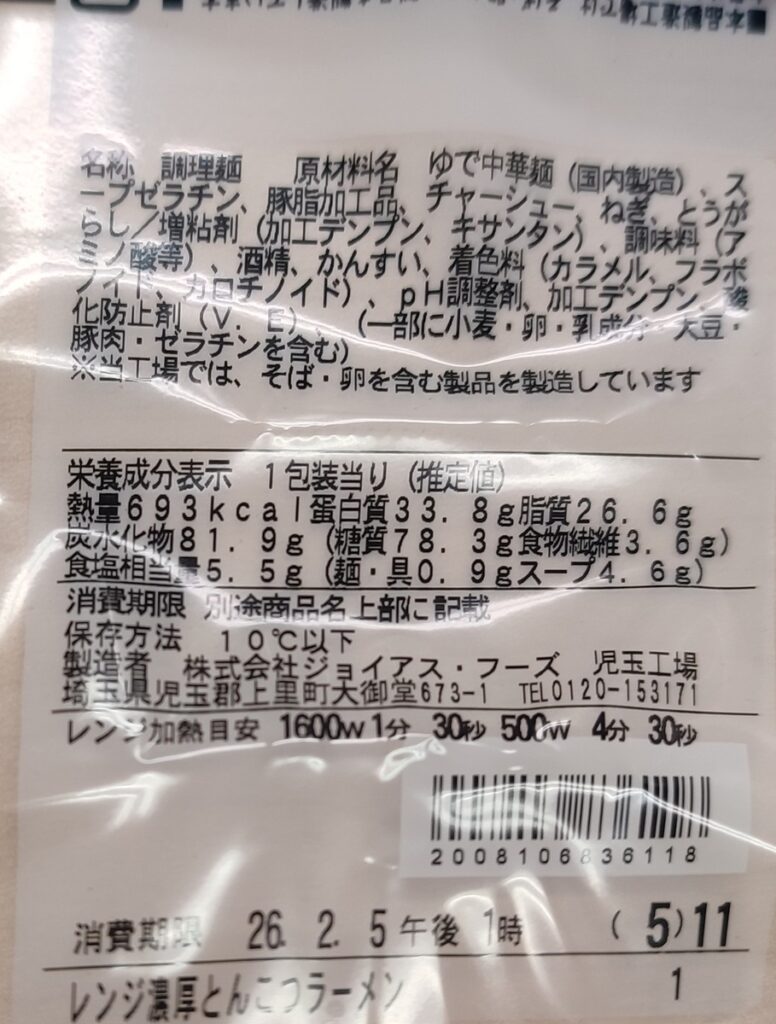 名称 調理麺 原材料名 ゆで中華麺（国内製造）、ス
ープゼラチン、豚脂加工品、チャーシュー、ねぎ、とうが
らし／増粘剤（加工デンプン、キサンタン）、調味料（ア
ミノ酸等）、酒精、かんすい、着色料（カラメル、フラボ
ノイド、カロチノイド）、pH調整剤、加工デンプン、酸
化防止剤（V．E）、（一部に小麦・卵・乳成分・大豆・
豚肉・ゼラチンを含む）
※当工場では、そば・卵を含む製品を製造しています
栄養成分表示 1包装当り（推定値）
熱量693kcal蛋白質33．8g脂質26．6g
炭水化物81．9g（糖質78．3g食物繊維3．6g）
食塩相当量5．5g（麺・具0．9gスープ4．6g）
消費期限 別途商品名上部に記載
保存方法 10℃以下
製造者 株式会社ジョイアス・フーズ 児玉工場
埼玉県児玉郡上里町大御堂673-1 TEL0120-153171
レンジ加熱目安 1600w 1分 30秒 500w 4分 30秒
2008106836118
消費期限 26. 2. 5 午後 1時 （5）11
レンジ濃厚とんこつラーメン 1